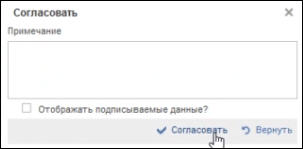 Согласовать
Примечание
Отображать подписываемые данные?
Согласовать Вернуть